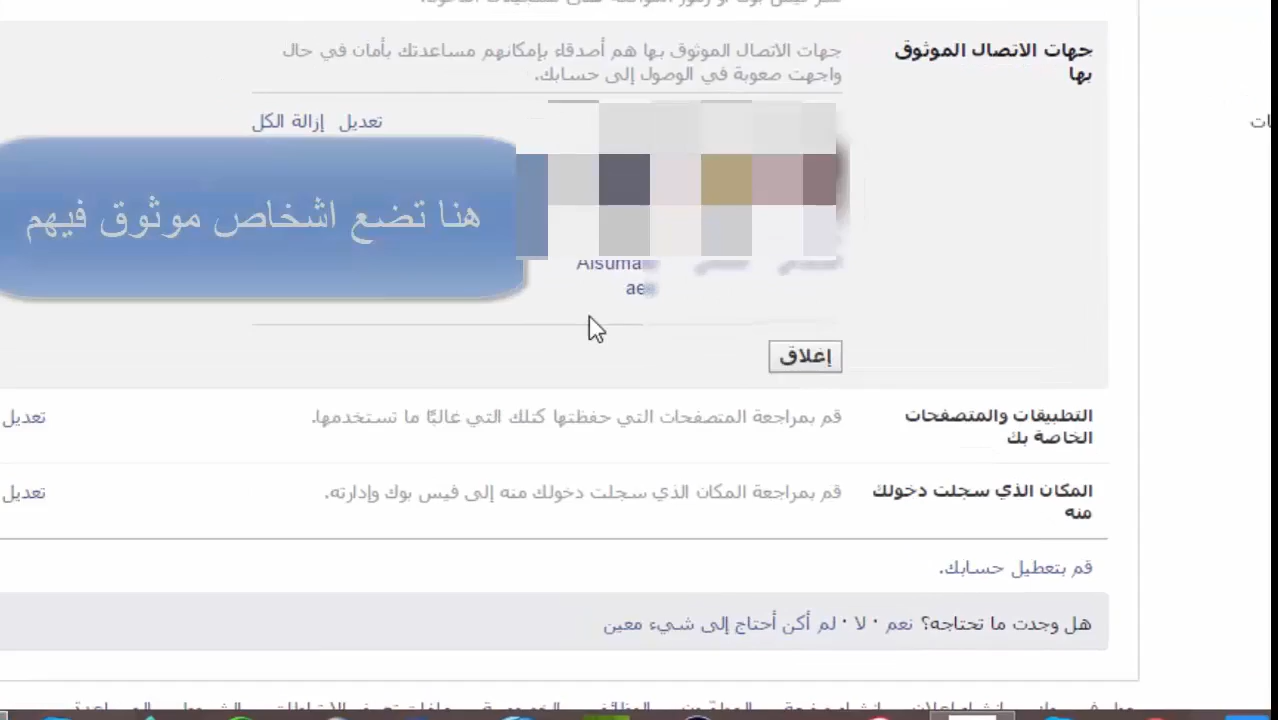 جهات الاتصال الموثوق
بها
جهات الاتصال الموثوق بها هم أصدقاء بإمكانهم مساعدتك بأمان في حال
واجهت صعوبة في الوصول إلى حسابك.
تعديل إزالة الكل
هنا تضع اشخاص موثوق فيهم
Alsuma
ae
إغلاق
التطبيقات والمتصفحات
الخاصة بك
قم بمراجعة المتصفحات التي حفظتها كتلك التي غالبًا ما تستخدمها.
تعديل
المكان الذي سجلت دخولك
منه
قم بمراجعة المكان الذي سجلت دخولك منه إلى فيس بوك وإدارته.
تعديل
قم بتعطيل حسابك.
هل وجدت ما تحتاجه؟ نعم · لا · لم أكن أحتاج إلى شيء معين